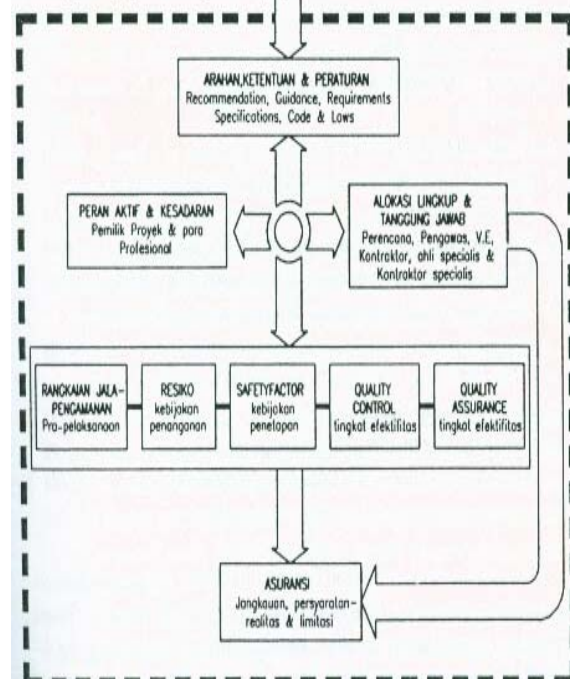 ARAHAN,KETENTUAN & PERATURAN
Recommendation, Guidance, Requirements
Specifications, Code & Laws
PERAN AKTIF & KESADARAN
Pemilik Proyek & para
Profesional
ALOKASI LINGKUP &
TANGGUNG JAWAB
Perencana, Pengawas, V.E,
Kontraktor, ahli specialis &
Kontraktor specialis
RANGKAIAN JALA-
PENGAMANAN
Pra-pelaksanaan
RESIKO
kebijakan
penanganan
SAFETYFACTOR
kebijakan
penetapan
QUALITY
CONTROL
tingkat efektifitas
QUALITY
ASSURANCE
tingkat efektifitas
ASURANSI
Jangkauan, persyaratan-
realitas & limitasi